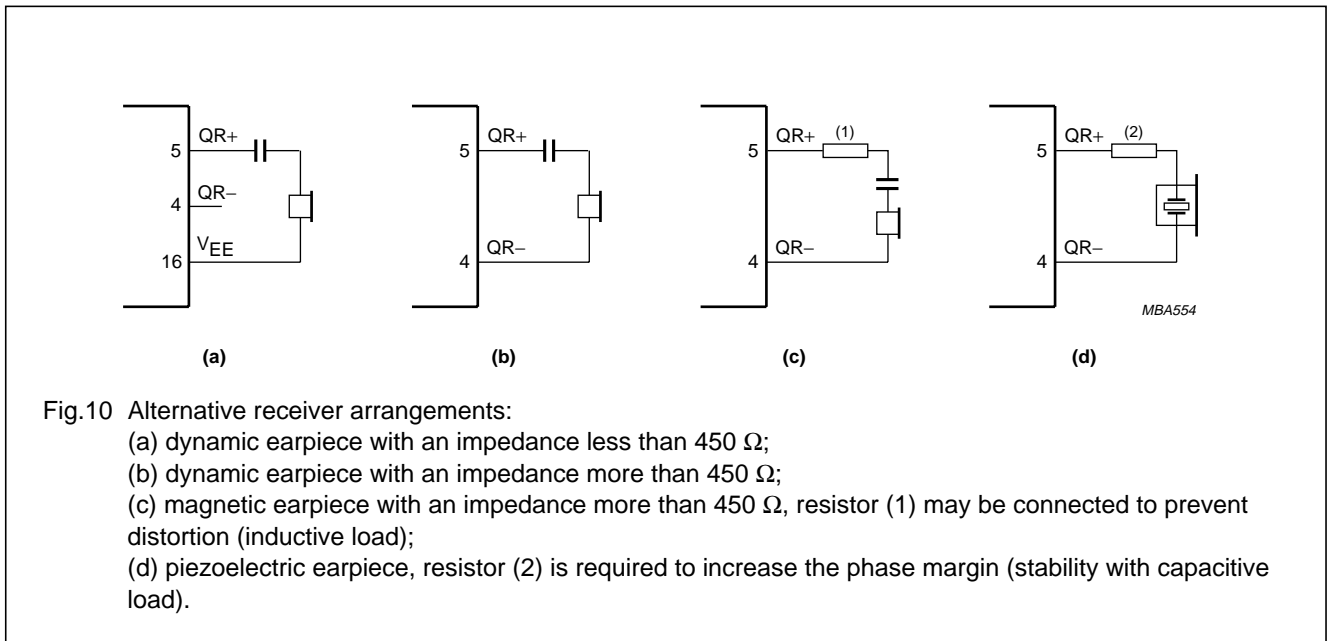 QR+
5
QR−
4
VEE
16
(a)
QR+
5
QR−
4
(b)
QR+
(1)
5
QR−
4
(c)
QR+
(2)
5
QR−
4
MBA554
(d)
Fig.10 Alternative receiver arrangements:
(a) dynamic earpiece with an impedance less than 450 Ω;
(b) dynamic earpiece with an impedance more than 450 Ω;
(c) magnetic earpiece with an impedance more than 450 Ω, resistor (1) may be connected to prevent
distortion (inductive load);
(d) piezoelectric earpiece, resistor (2) is required to increase the phase margin (stability with capacitive
load).